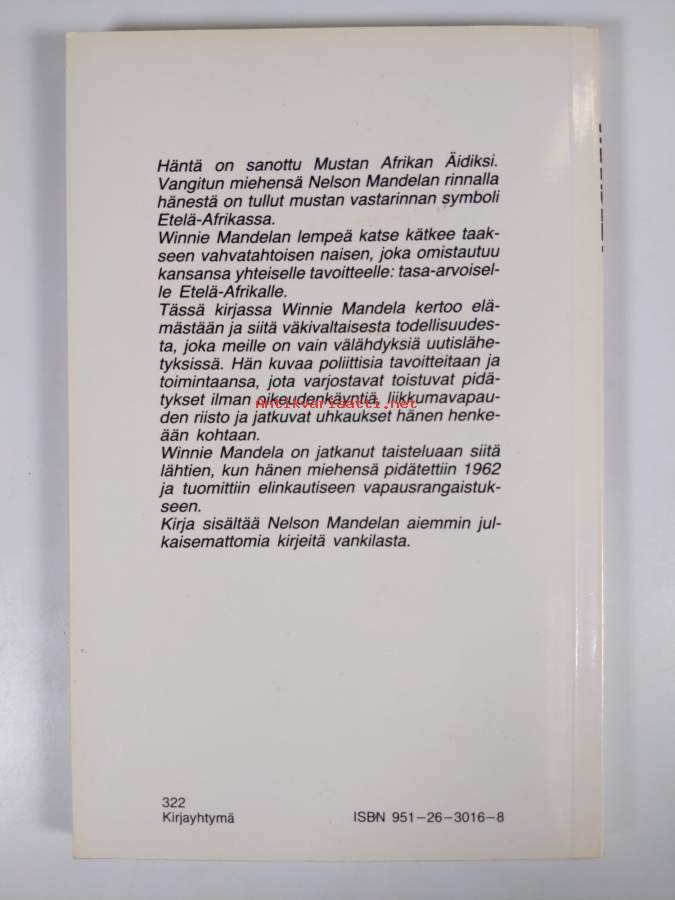 Häntä on sanottu Mustan Afrikan Äidiksi.
Vangitun miehensä Nelson Mandelan rinnalla
hänestä on tullut mustan vastarinnan symboli
Etelä-Afrikassa.
Winnie Mandelan lempeä katse kätkee taak-
seen vahvatahtoisen naisen, joka omistautuu
kansansa yhteiselle tavoitteelle: tasa-arvoisel-
le Etelä-Afrikalle.
Tässä kirjassa Winnie Mandela kertoo elä-
mästään ja siitä väkivaltaisesta todellisuudes-
ta, joka meille on vain välähdyksiä uutislähe-
tyksissä. Hän kuvaa poliittisia tavoitteitaan ja
toimintaansa, jota varjostavat toistuvat pidä-
tykset ilman oikeudenkäyntiä, liikkumavapau-
den riisto ja jatkuvat uhkaukset hänen henke-
ään kohtaan.
Winnie Mandela on jatkanut taisteluaan siitä
lähtien, kun hänen miehensä pidätettiin 1962
ja tuomittiin elinkautiseen vapausrangaistuk-
seen.
Kirja sisältää Nelson Mandelan aiemmin jul-
kaisemattomia kirjeitä vankilasta.
antikvariaatti.net
322
Kirjayhtymä ISBN 951-26-3016-8